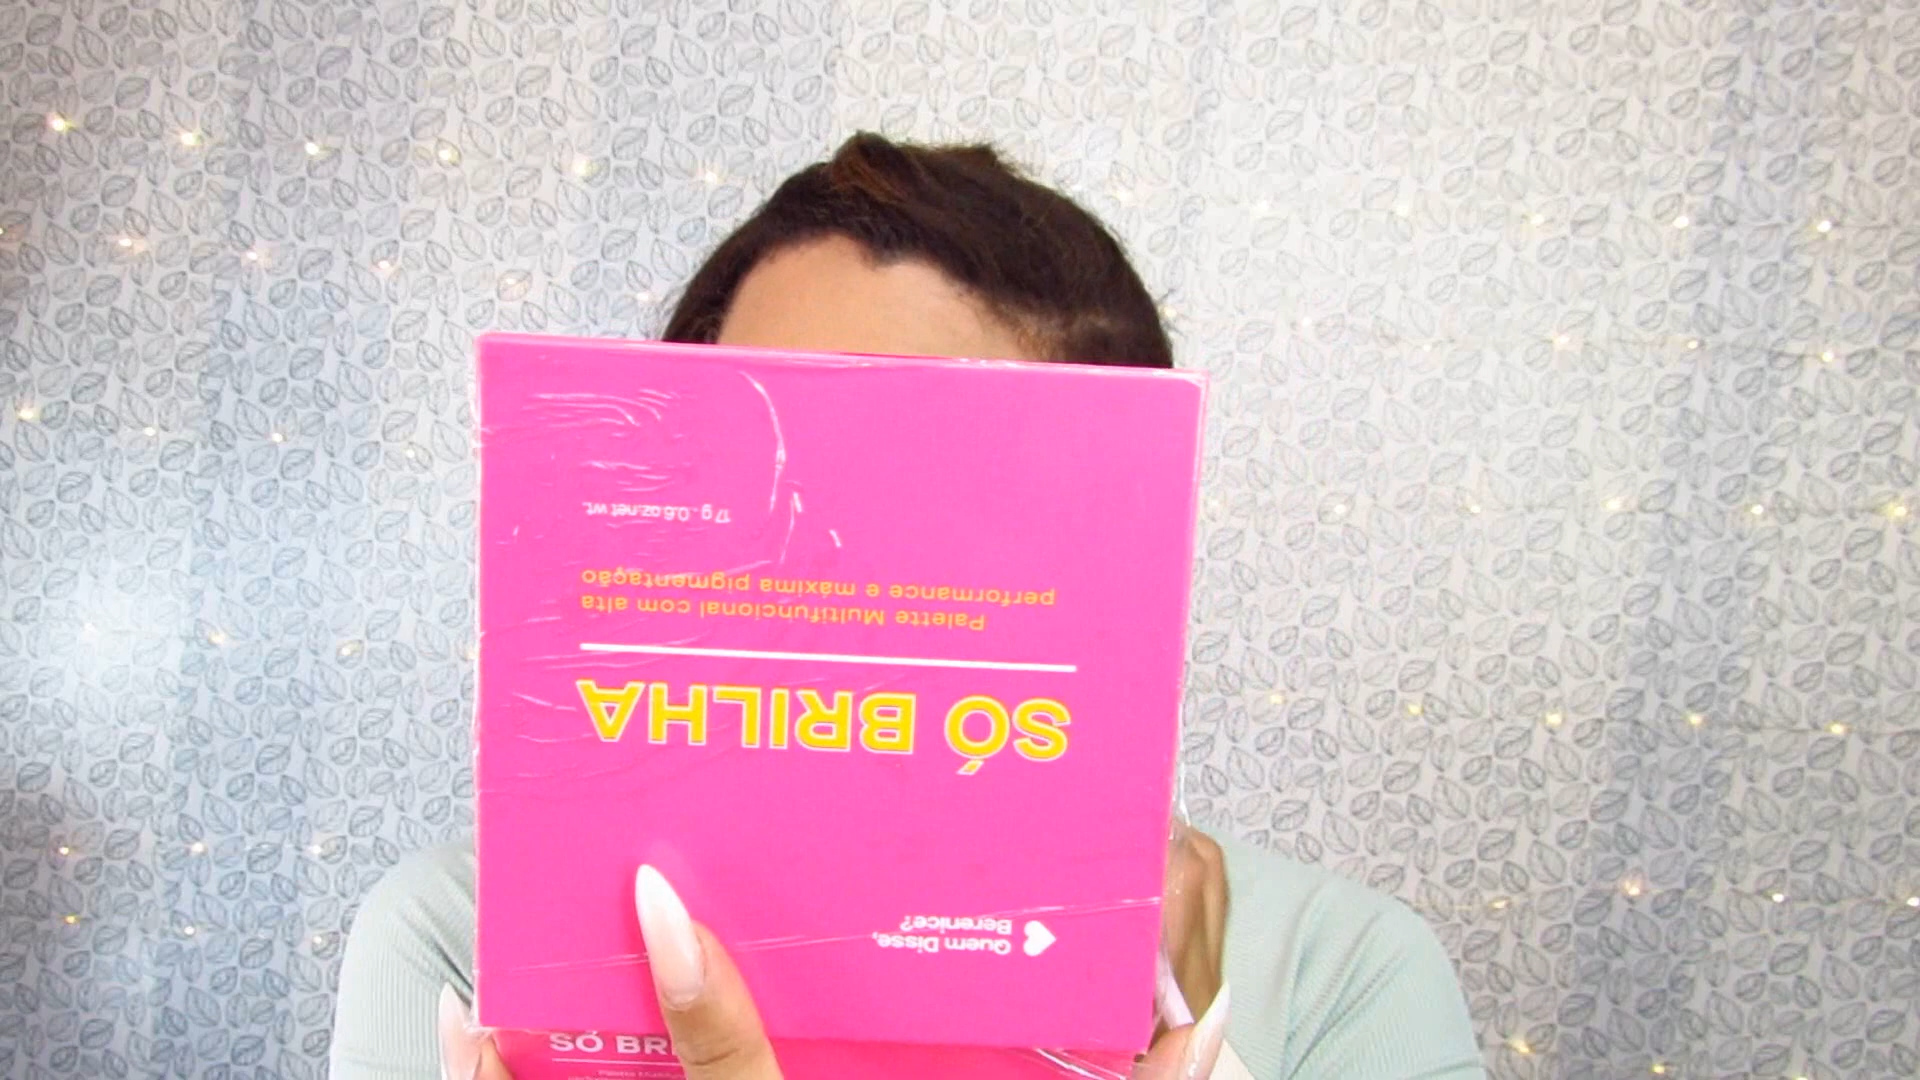 Quem Disse,
Berenice?
SÓ BRILHA
Palette Multifuncional com alta
performance e máxima pigmentação
17 g . 0.6 oz net wt.
SÓ BRI